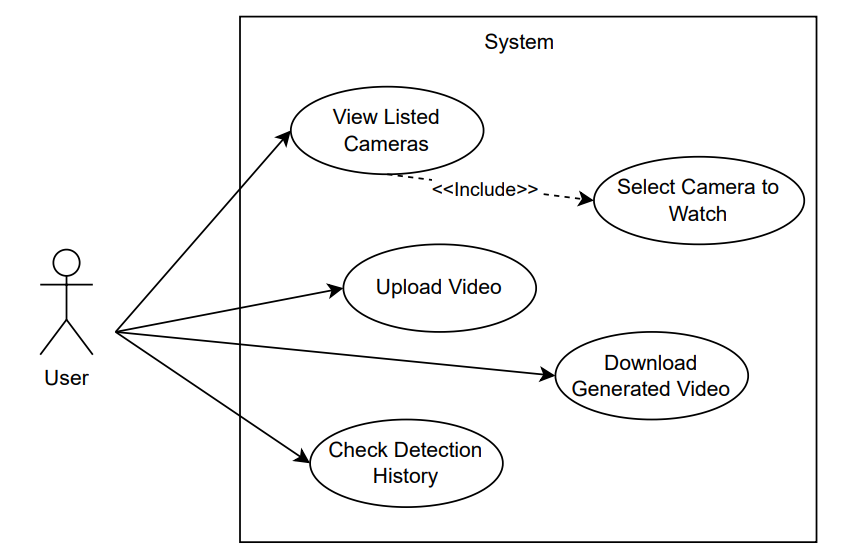 System
View Listed
Cameras
<<Include>>
Select Camera to
Watch
Upload Video
Download
Generated Video
User
Check Detection
History